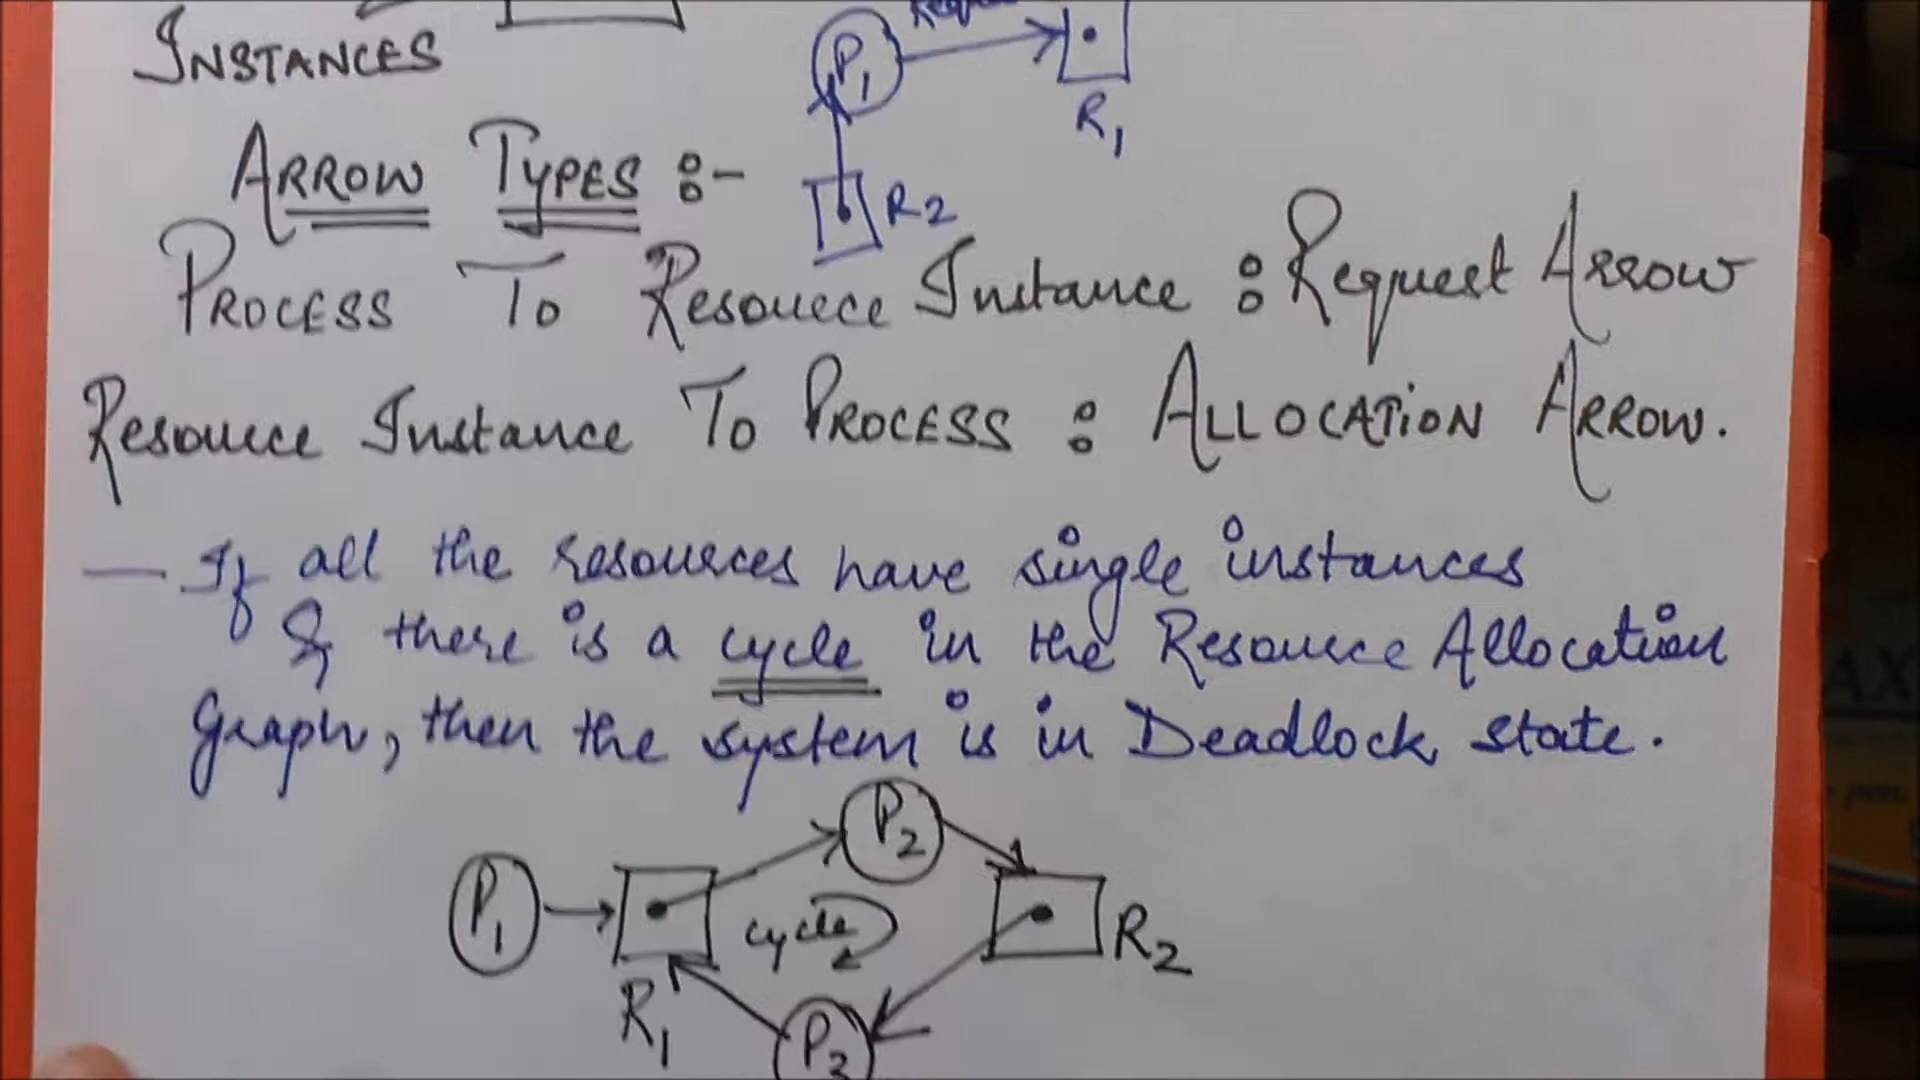 INSTANCES
P1
R1
ARROW TYPES :-
R2
PROCESS TO Resource Instance : Request Arrow
Resource Instance To PROCESS : ALLOCATION ARROW.
— If all the resources have single instances
& there is a cycle in the Resource Allocation
Graph, then the system is in Deadlock state.
P2
P1
cycle
R2
R1
P3